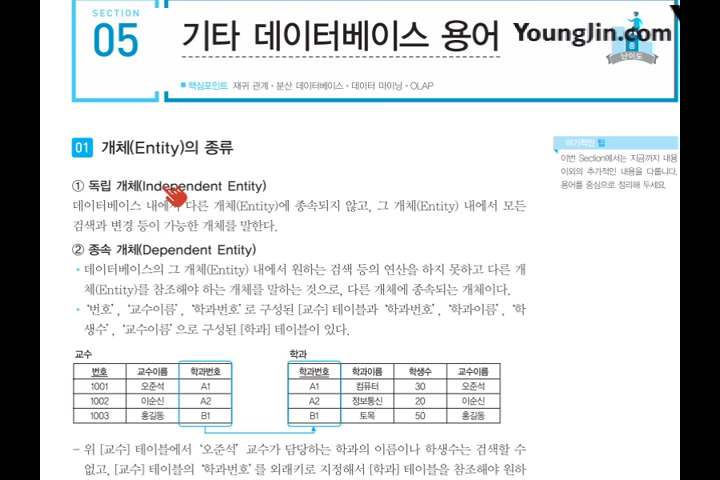 SECTION
05
기타 데이터베이스 용어
YoungJin.com
중
난이도
■ 핵심포인트 재귀 관계 • 분산 데이터베이스 • 데이터 마이닝 • OLAP
01 개체(Entity)의 종류
① 독립 개체(Independent Entity)
데이터베이스 내에서 다른 개체(Entity)에 종속되지 않고, 그 개체(Entity) 내에서 모든
검색과 변경 등이 가능한 개체를 말한다.
② 종속 개체(Dependent Entity)
• 데이터베이스의 그 개체(Entity) 내에서 원하는 검색 등의 연산을 하지 못하고 다른 개
체(Entity)를 참조해야 하는 개체를 말하는 것으로, 다른 개체에 종속되는 개체이다.
• ‘번호’, ‘교수이름’, ‘학과번호’로 구성된 [교수] 테이블과 ‘학과번호’, ‘학과이름’, ‘학
생수’, ‘교수이름’으로 구성된 [학과] 테이블이 있다.
교수
번호 교수이름 학과번호
1001 오준석 A1
1002 이순신 A2
1003 홍길동 B1
학과
학과번호 학과이름 학생수 교수이름
A1 컴퓨터 30 오준석
A2 정보통신 20 이순신
B1 토목 50 홍길동
– 위 [교수] 테이블에서 ‘오준석’ 교수가 담당하는 학과의 이름이나 학생수는 검색할 수
없고, [교수] 테이블의 ‘학과번호’를 외래키로 지정해서 [학과] 테이블을 참조해야 원하
이기적인 팁
이번 Section에서는 지금까지 내용
이외의 추가적인 내용을 다룹니다.
용어를 중심으로 정리해 두세요.